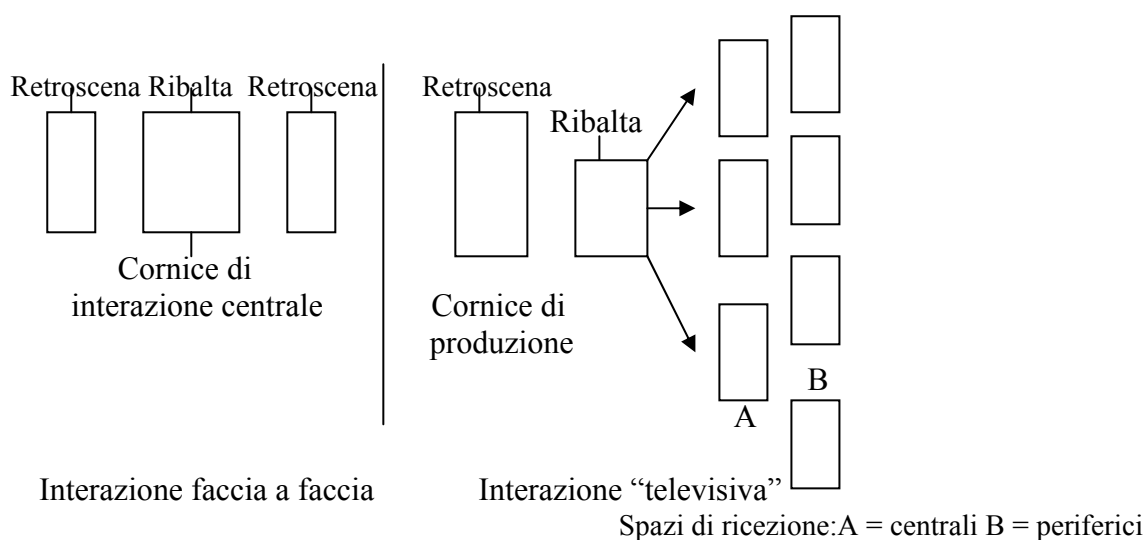 Retroscena Ribalta Retroscena
Cornice di
interazione centrale
Interazione faccia a faccia
Retroscena
Ribalta
Cornice di
produzione
A
B
Interazione “televisiva”
Spazi di ricezione:A = centrali B = periferici